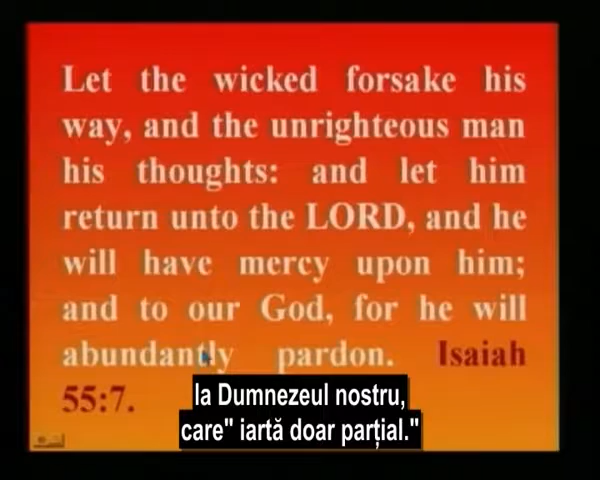 Let the wicked forsake his
way, and the unrighteous man
his thoughts: and let him
return unto the LORD, and he
will have mercy upon him;
and to our God, for he will
abundantly pardon. Isaiah
55:7.
la Dumnezeul nostru,
care" iartă doar parțial."